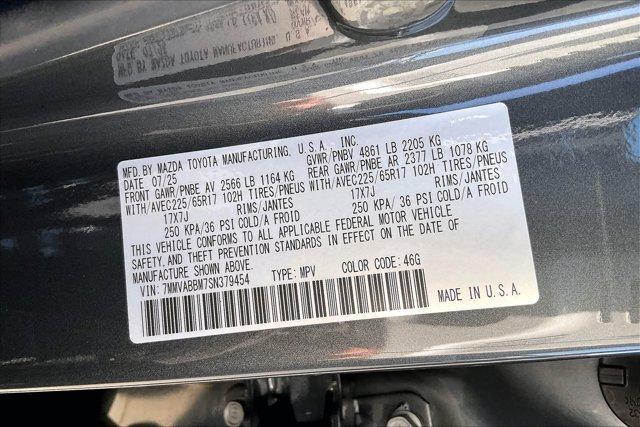 MFD. BY MAZDA TOYOTA MANUFACTURING, U.S.A., INC.
DATE 07/25 GVWR/PNBV 4861 LB 2205 KG
FRONT GAWR/PNBE AV 2566 LB 1164 KG REAR GAWR/PNBE AR 2377 LB 1078 KG
WITH/AVEC225/65R17 102H TIRES/PNEUS WITH/AVEC225/65R17 102H TIRES/PNEUS
17X7J RIMS/JANTES 17X7J RIMS/JANTES
250 KPA/36 PSI COLD/A FROID 250 KPA/36 PSI COLD/A FROID
THIS VEHICLE CONFORMS TO ALL APPLICABLE FEDERAL MOTOR VEHICLE
SAFETY, AND THEFT PREVENTION STANDARDS IN EFFECT ON THE DATE OF
MANUFACTURE SHOWN ABOVE.
VIN: 7MMVABBM7SN379454 TYPE: MPV COLOR CODE: 46G
MADE IN U.S.A.